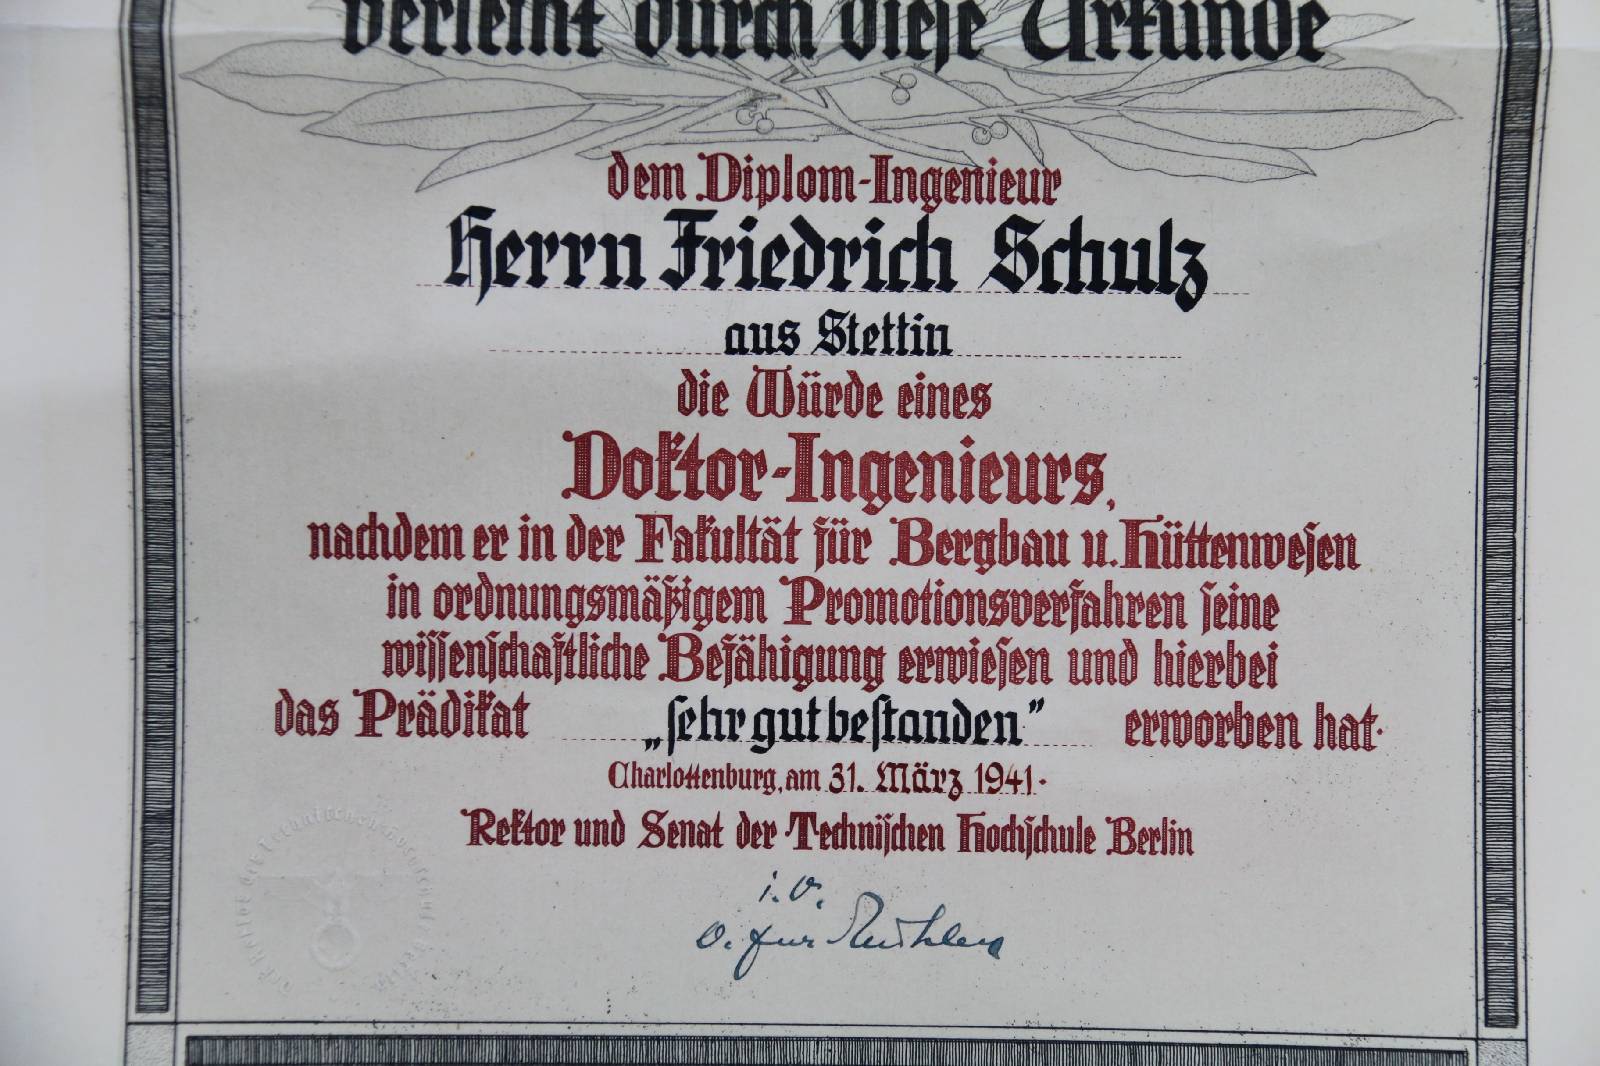 verleiht durch diese Urkunde
dem Diplom-Ingenieur
Herrn Friedrich Schulz
aus Stettin
die Würde eines
Doktor-Ingenieurs,
nachdem er in der Fakultät für Bergbau u. Hüttenwesen
in ordnungsmäßigem Promotionsverfahren seine
wissenschaftliche Befähigung erwiesen und hierbei
das Prädikat „sehr gut bestanden" erworben hat.
Charlottenburg, am 31. März 1941.
Rektor und Senat der Technischen Hochschule Berlin
i. V.